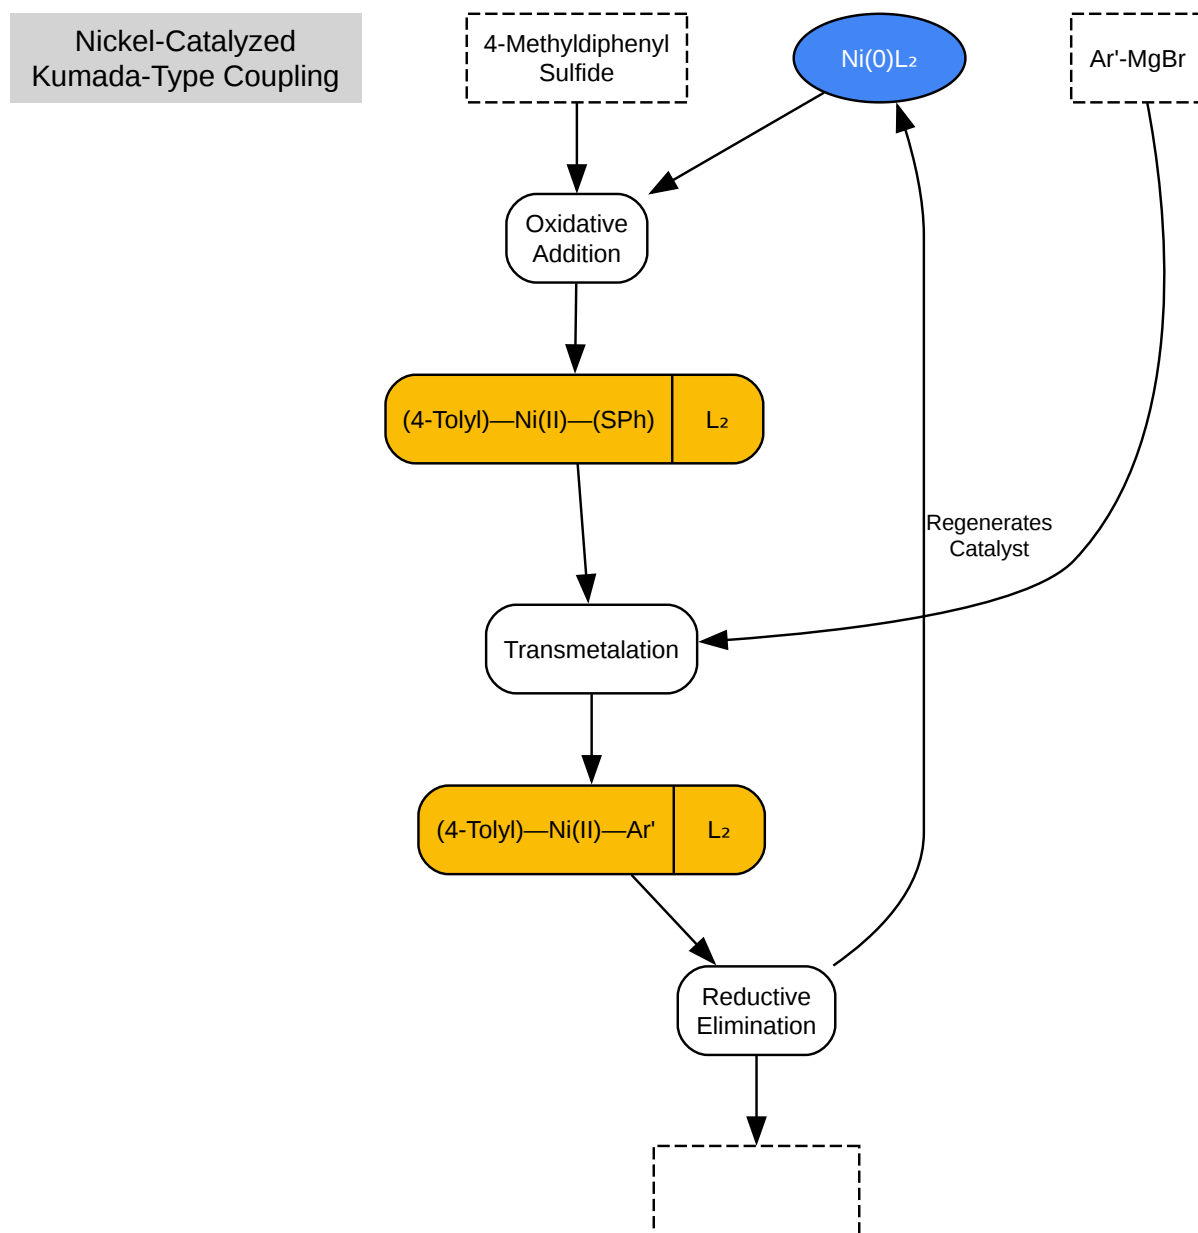 Nickel-Catalyzed
Kumada-Type Coupling
4-Methyldiphenyl
Sulfide
Ni(0)L₂
Ar'-MgBr
Oxidative
Addition
(4-Tolyl)—Ni(II)—(SPh)
L₂
Regenerates
Catalyst
Transmetalation
(4-Tolyl)—Ni(II)—Ar'
L₂
Reductive
Elimination